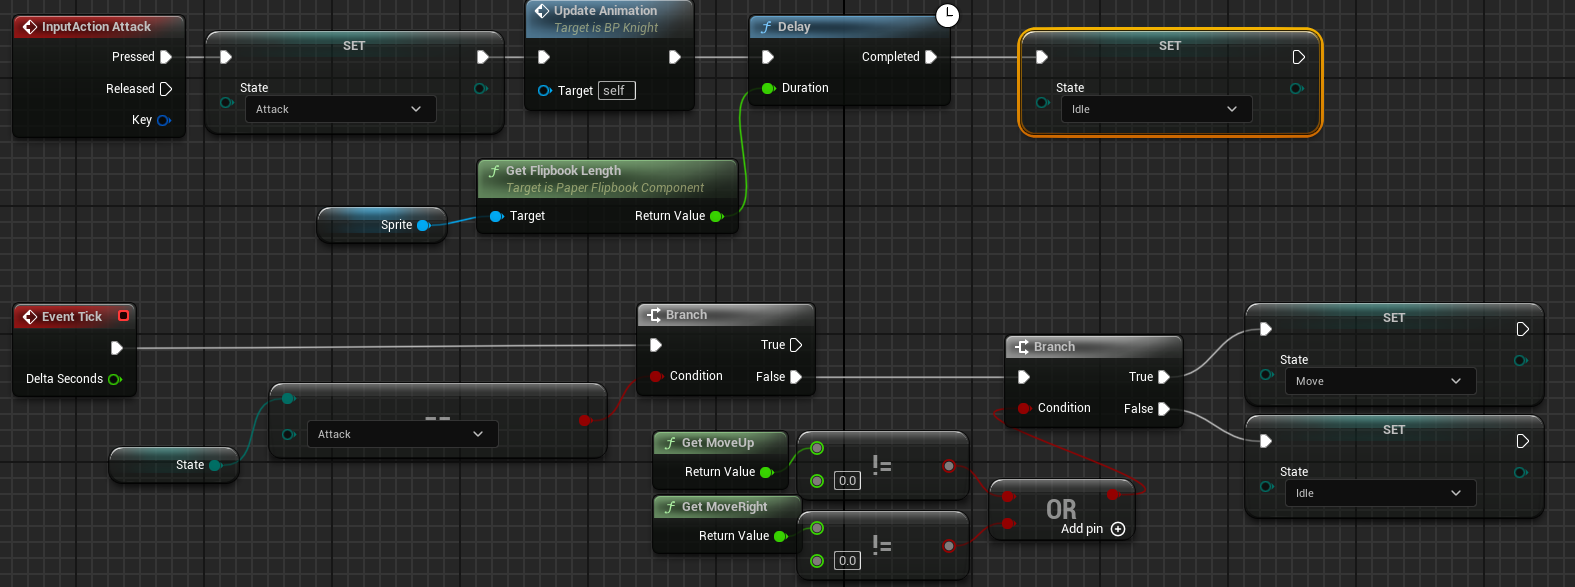 InputAction Attack
Pressed
Released
Key
SET
State
Attack
Update Animation
Target is BP Knight
Target self
Delay
Completed
Duration
SET
State
Idle
Get Flipbook Length
Target is Paper Flipbook Component
Target Return Value
Sprite
Event Tick
Delta Seconds
State
==
Attack
Branch
True
Condition
False
Get MoveUp
Return Value
!=
0.0
Get MoveRight
Return Value
!=
0.0
OR
Add pin
Branch
True
Condition
False
SET
State
Move
SET
State
Idle